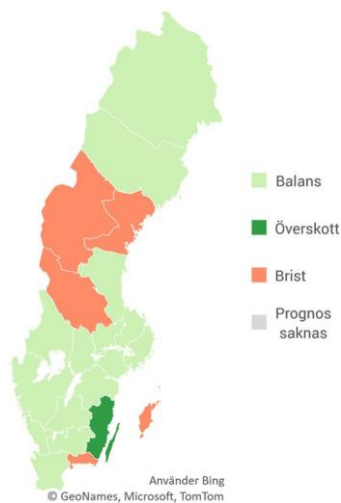 Balans
Överskott
Brist
Prognos
saknas
Använder Bing
© GeoNames, Microsoft, TomTom